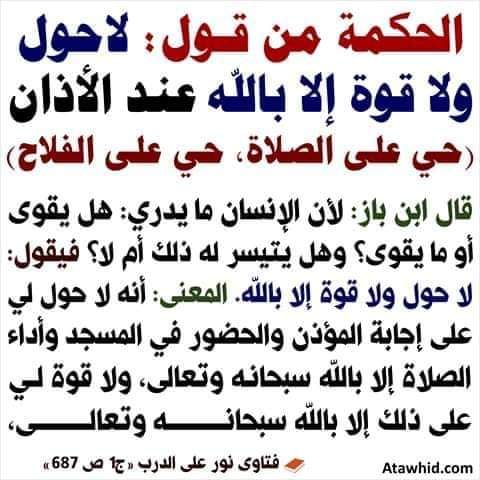 الحكمة من قول: لاحول
ولا قوة إلا بالله عند الأذان
(حي على الصلاة، حي على الفلاح)
قال ابن باز: لأن الإنسان ما يدري: هل يقوى
أو ما يقوى؟ وهل يتيسر له ذلك أم لا؟ فيقول:
لا حول ولا قوة إلا بالله. المعنى: أنه لا حول لي
على إجابة المؤذن والحضور في المسجد وأداء
الصلاة إلا بالله سبحانه وتعالى، ولا قوة لي
على ذلك إلا بالله سبحانـــه وتعالــى،
فتاوى نور على الدرب «ج1 ص 687»
Atawhid.com